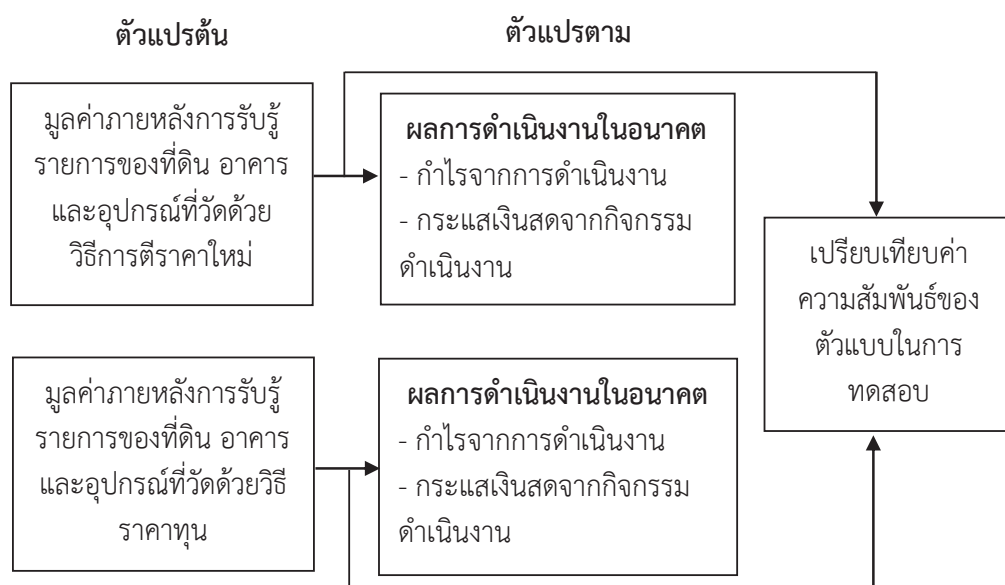 ตัวแปรต้น
ตัวแปรตาม
มูลค่าภายหลังการรับรู้
รายการของที่ดิน อาคาร
และอุปกรณ์ที่วัดด้วย
วิธีการตีราคาใหม่
ผลการดำเนินงานในอนาคต
- กำไรจากการดำเนินงาน
- กระแสเงินสดจากกิจกรรม
ดำเนินงาน
เปรียบเทียบค่า
ความสัมพันธ์ของ
ตัวแบบในการ
ทดสอบ
มูลค่าภายหลังการรับรู้
รายการของที่ดิน อาคาร
และอุปกรณ์ที่วัดด้วยวิธี
ราคาทุน
ผลการดำเนินงานในอนาคต
- กำไรจากการดำเนินงาน
- กระแสเงินสดจากกิจกรรม
ดำเนินงาน